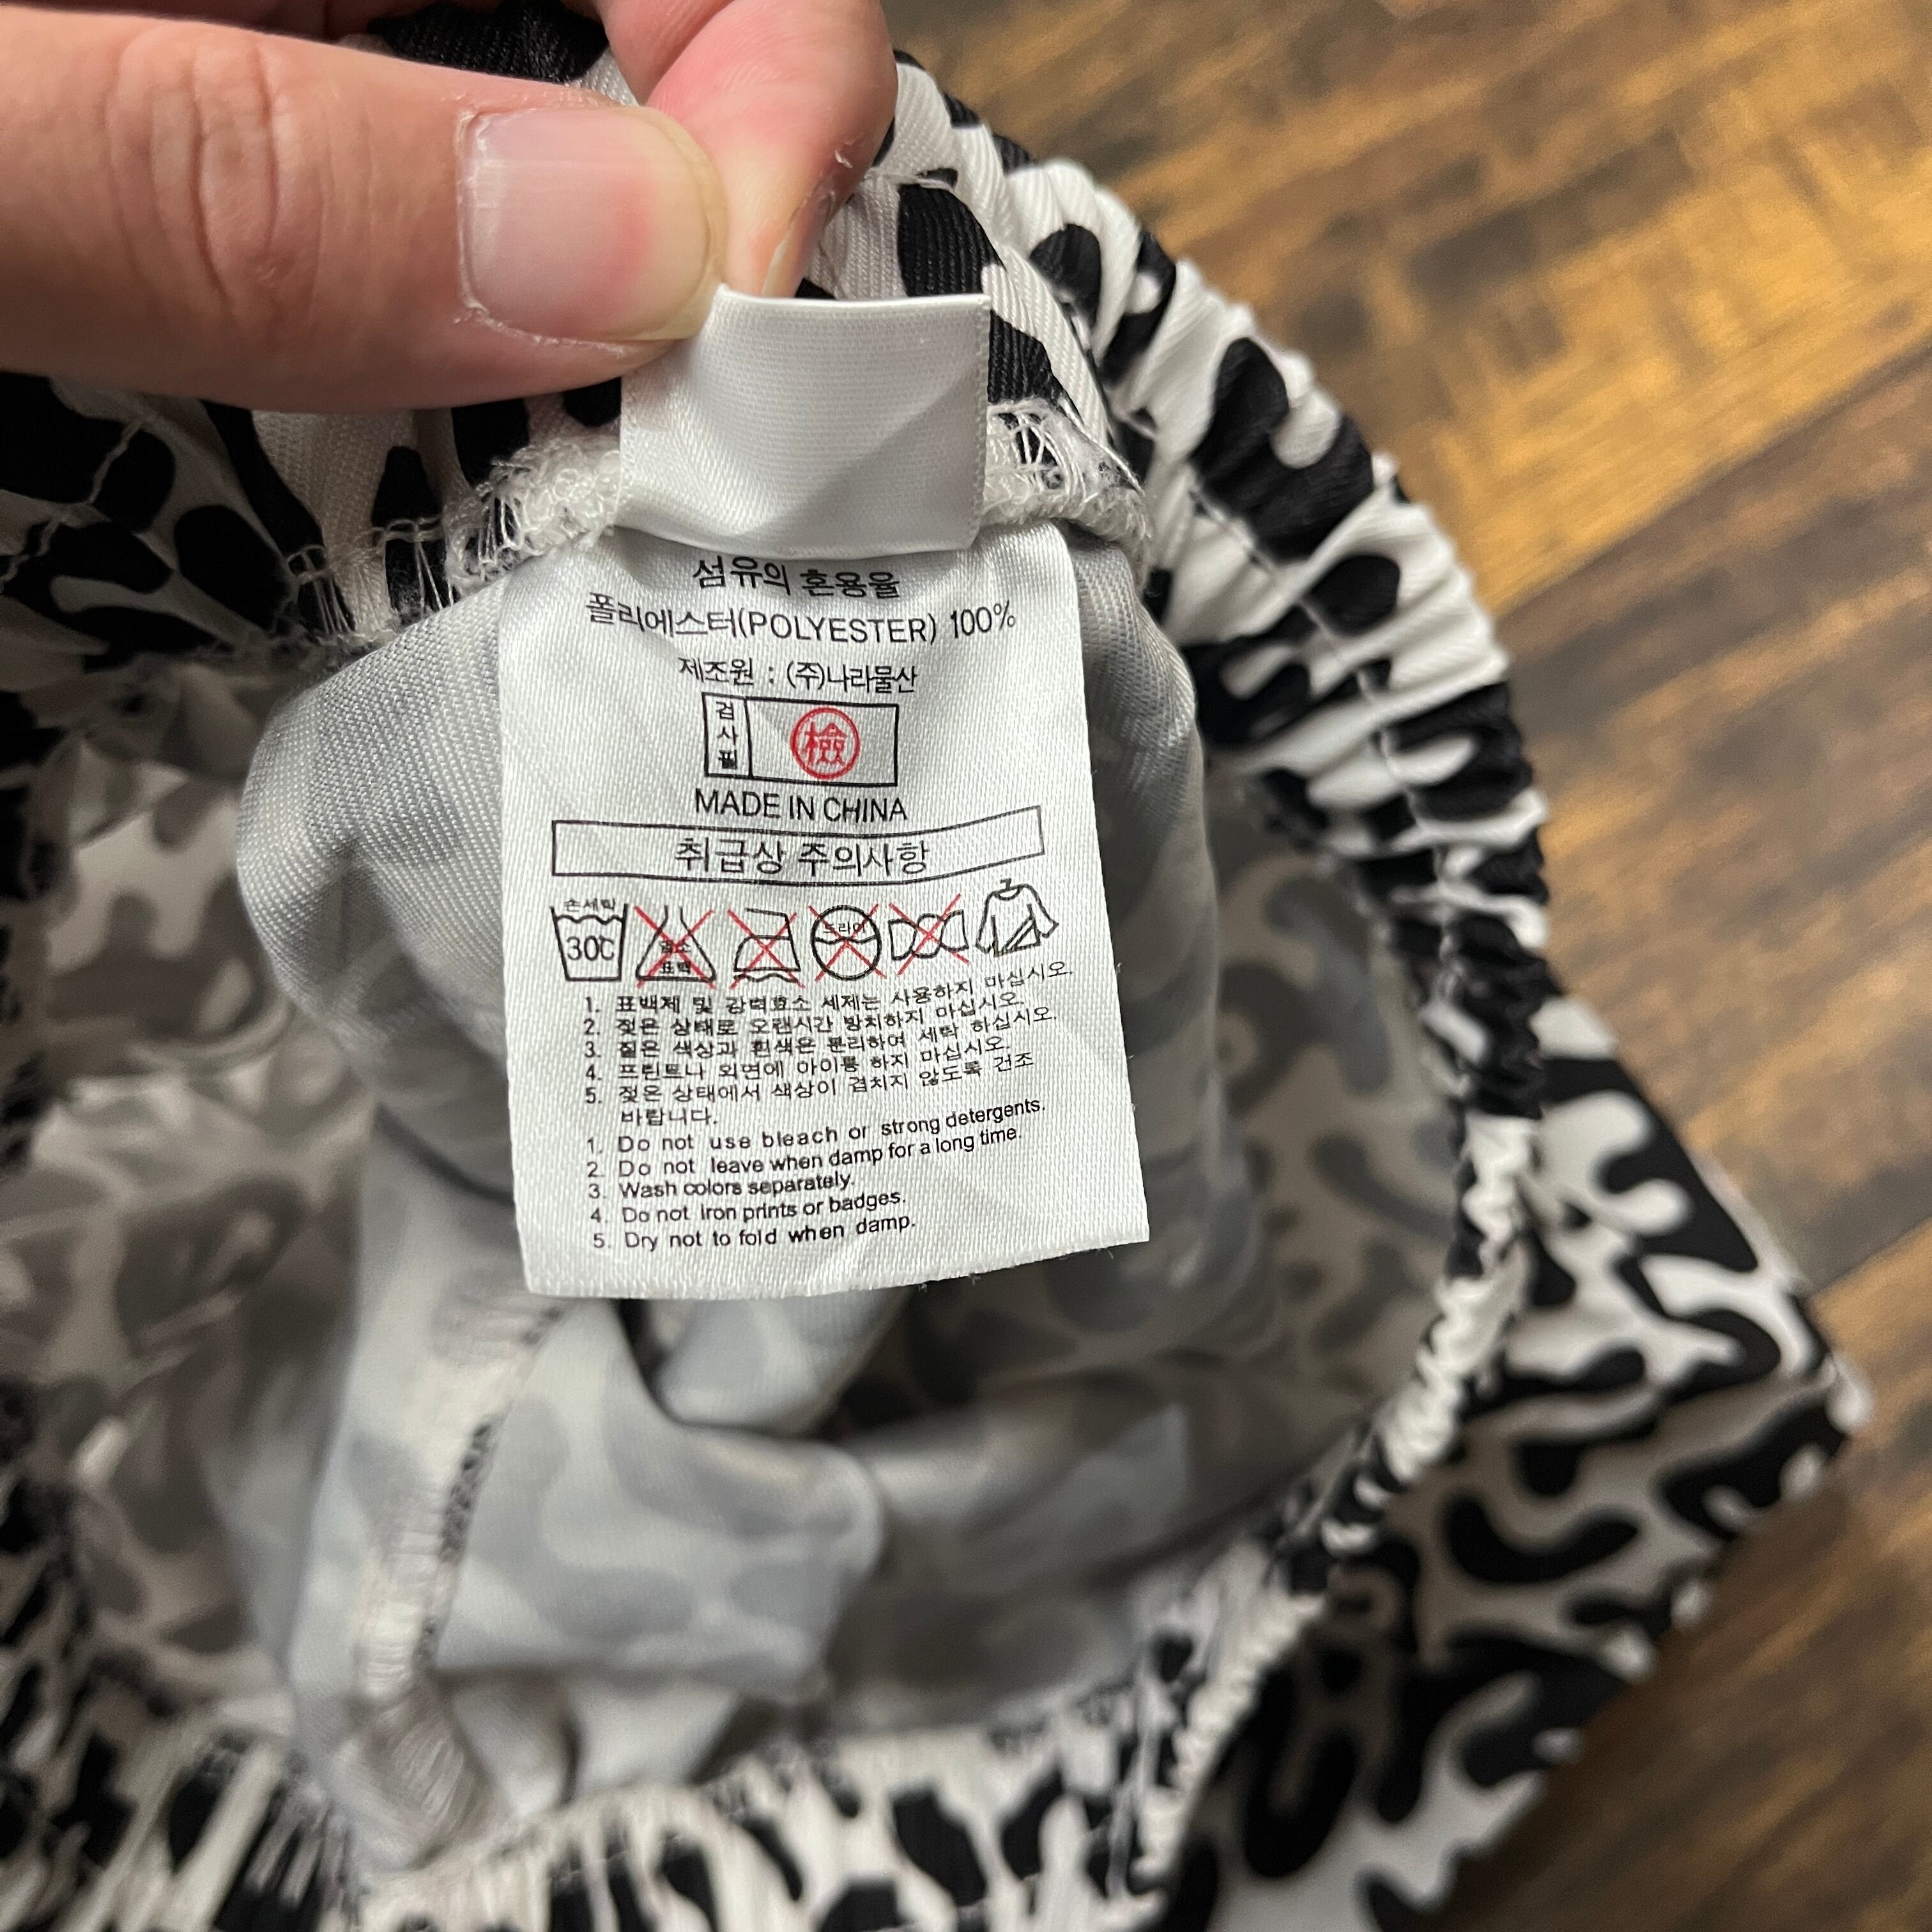 섬유의 혼용율
폴리에스터(POLYESTER) 100%
제조원 : (주)나라물산
검사필
檢
MADE IN CHINA
취급상 주의사항
손세탁
30℃
염소
표백
드라이
1. 표백제 및 강력효소 세제는 사용하지 마십시오.
2. 젖은 상태로 오랜시간 방치하지 마십시오.
3. 짙은 색상과 흰색은 분리하여 세탁 하십시오.
4. 프린트나 외면에 아이롱 하지 마십시오.
5. 젖은 상태에서 색상이 겹치지 않도록 건조
바랍니다.
1. Do not use bleach or strong detergents.
2. Do not leave when damp for a long time.
3. Wash colors separately.
4. Do not iron prints or badges.
5. Dry not to fold when damp.